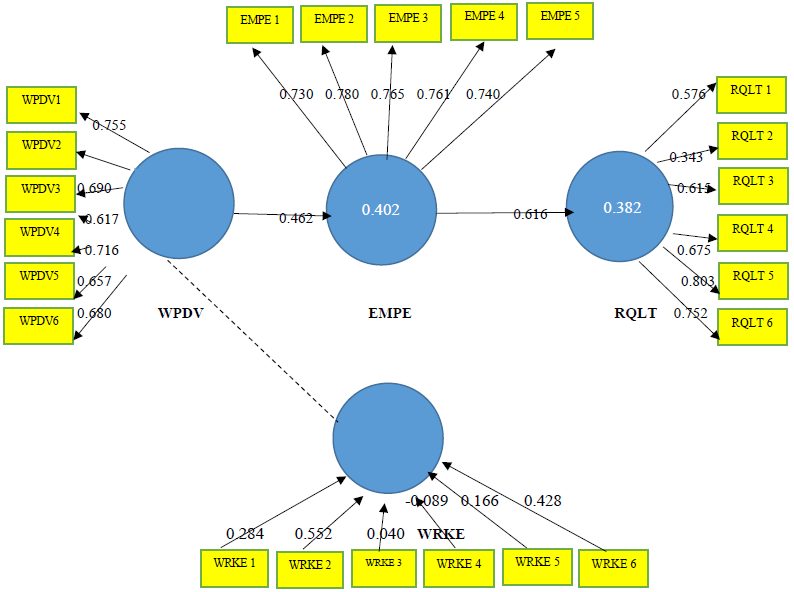 EMPE 1
EMPE 2
EMPE 3
EMPE 4
EMPE 5
0.730
0.780
0.765
0.761
0.740
WPDV1
WPDV2
WPDV3
WPDV4
WPDV5
WPDV6
0.755
0.690
0.617
0.716
0.657
0.680
0.462
0.402
0.616
0.382
RQLT 1
RQLT 2
RQLT 3
RQLT 4
RQLT 5
RQLT 6
0.576
0.343
0.615
0.675
0.803
0.752
WPDV
EMPE
RQLT
-0.089
0.166
0.428
0.284
0.552
0.040
WRKE
WRKE 1
WRKE 2
WRKE 3
WRKE 4
WRKE 5
WRKE 6